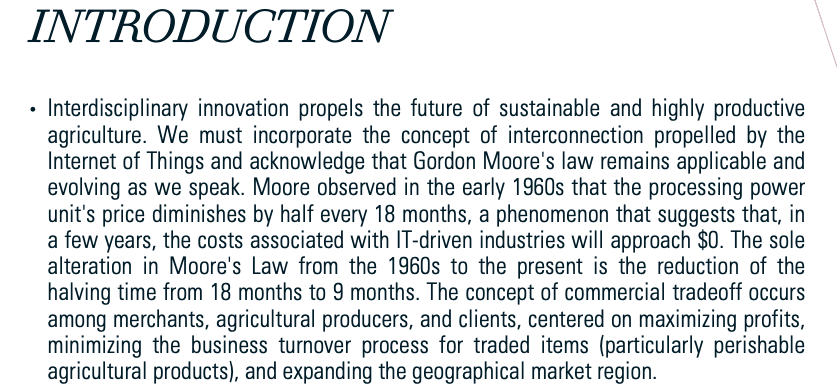 INTRODUCTION
• Interdisciplinary innovation propels the future of sustainable and highly productive
agriculture. We must incorporate the concept of interconnection propelled by the
Internet of Things and acknowledge that Gordon Moore's law remains applicable and
evolving as we speak. Moore observed in the early 1960s that the processing power
unit's price diminishes by half every 18 months, a phenomenon that suggests that, in
a few years, the costs associated with IT-driven industries will approach $0. The sole
alteration in Moore's Law from the 1960s to the present is the reduction of the
halving time from 18 months to 9 months. The concept of commercial tradeoff occurs
among merchants, agricultural producers, and clients, centered on maximizing profits,
minimizing the business turnover process for traded items (particularly perishable
agricultural products), and expanding the geographical market region.